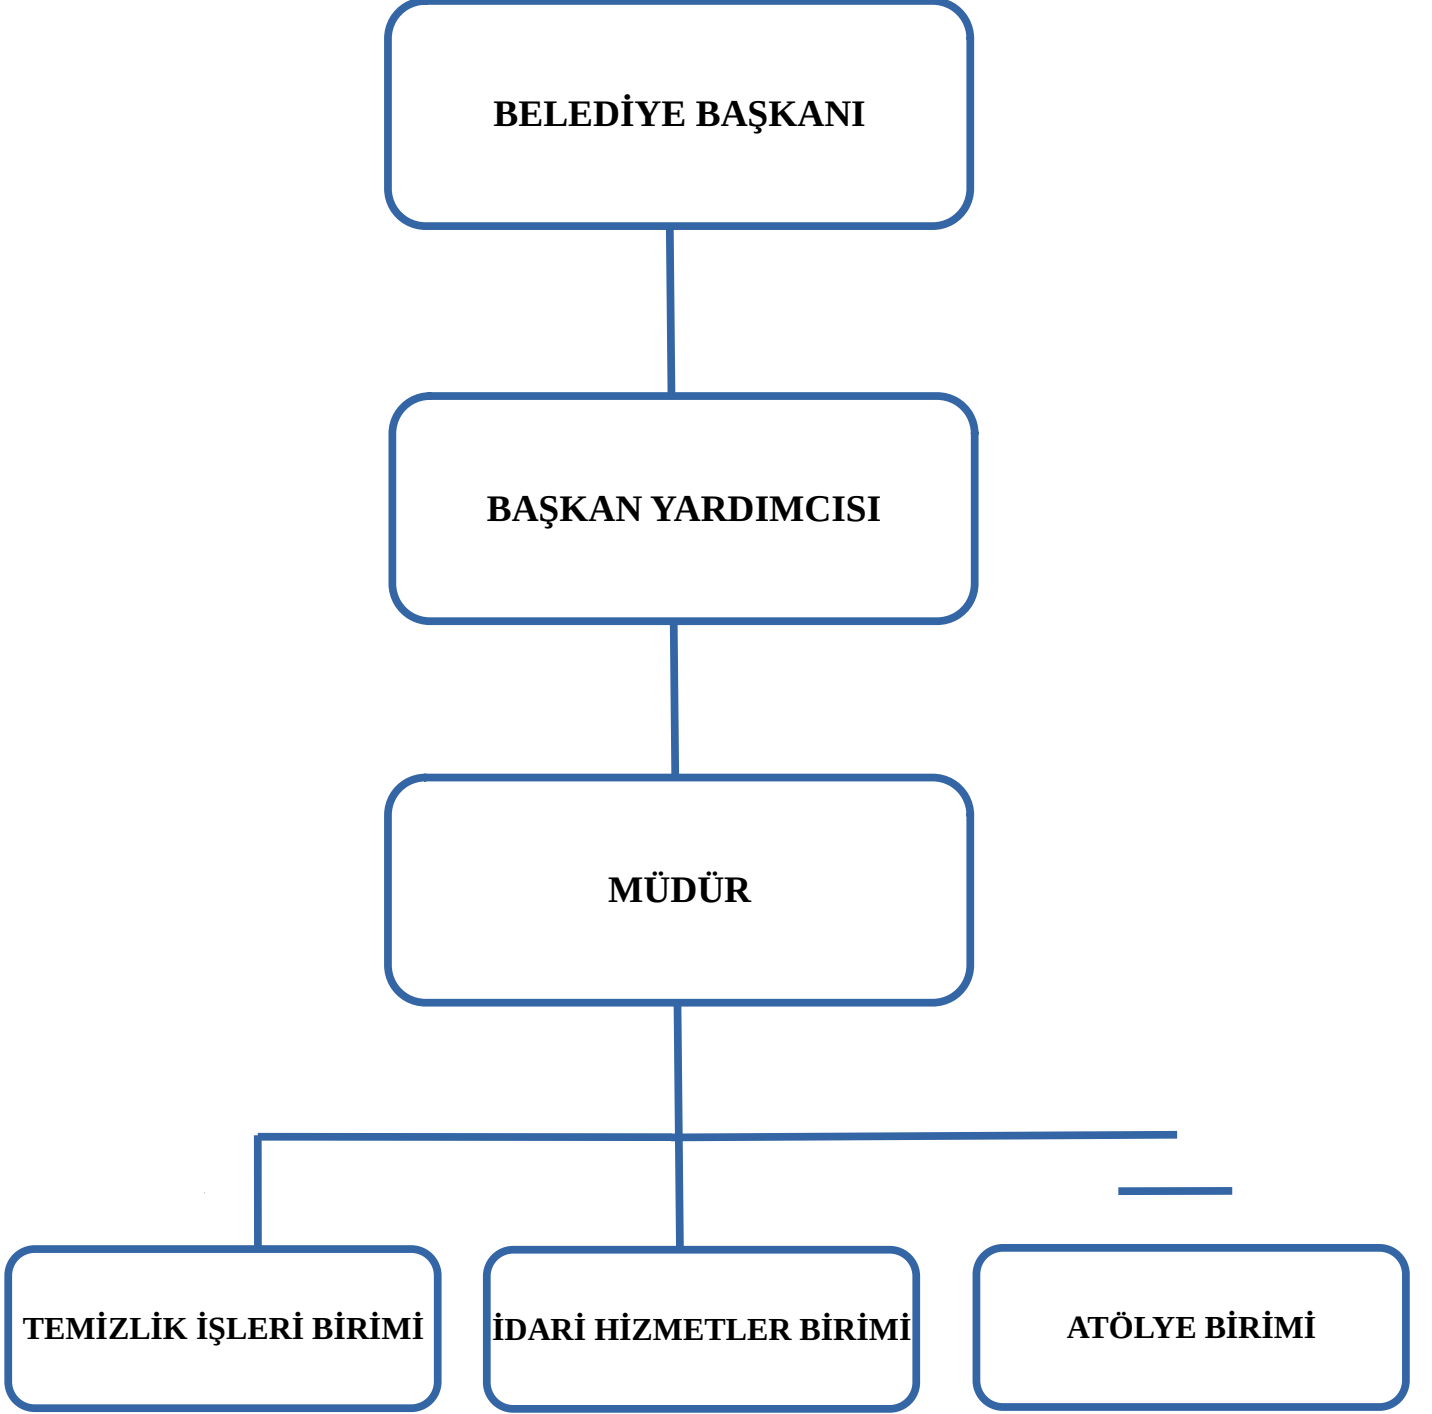 BELEDİYE BAŞKANI
BAŞKAN YARDIMCISI
MÜDÜR
TEMİZLİK İŞLERİ BİRİMİ
İDARİ HİZMETLER BİRİMİ
ATÖLYE BİRİMİ